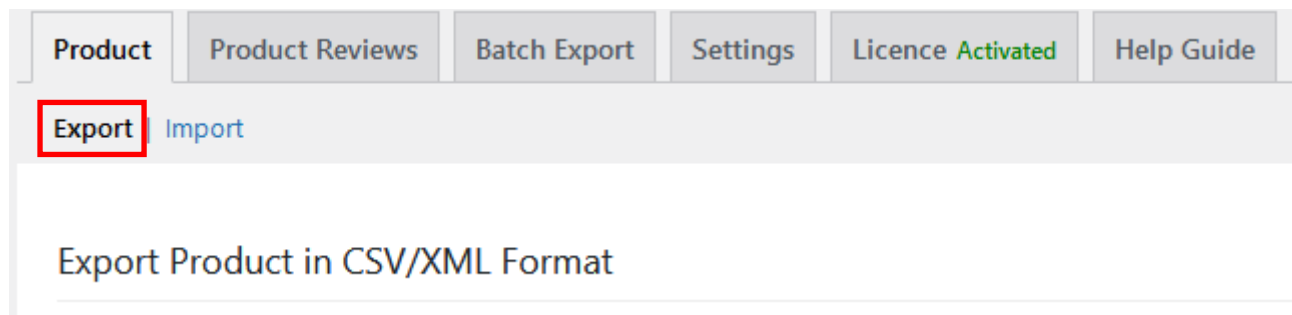 Product Product Reviews Batch Export Settings Licence Activated Help Guide
Export | Import
Export Product in CSV/XML Format